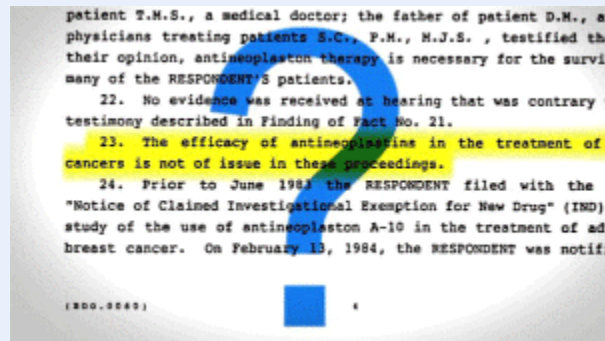 patient T.M.S., a medical doctor; the father of patient D.M., a
physicians treating patients S.C., P.M., M.J.S. , testified th
their opinion, antineoplaston therapy is necessary for the survi
many of the RESPONDENT'S patients.
22. No evidence was received at hearing that was contrary
testimony described in Finding of Fact No. 21.
23. The efficacy of antineoplastins in the treatment of
cancers is not of issue in these proceedings.
24. Prior to June 1983 the RESPONDENT filed with the
"Notice of Claimed Investigational Exemption for New Drug" (IND)
study of the use of antineoplaston A-10 in the treatment of ad
breast cancer. On February 13, 1984, the RESPONDENT was notif
?